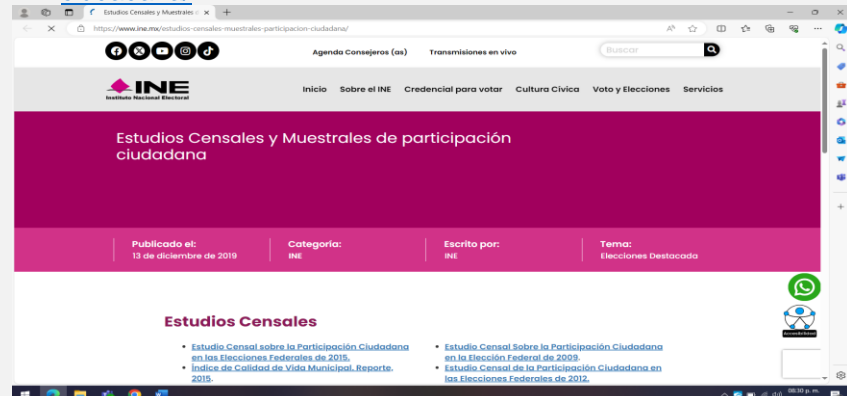 Estudios Censales y Muestrales d
https://www.ine.mx/estudios-censales-muestrales-participacion-ciudadana/
Agenda Consejeros (as) Transmisiones en vivo Buscar
INE
Instituto Nacional Electoral
Inicio Sobre el INE Credencial para votar Cultura Cívica Voto y Elecciones Servicios
Estudios Censales y Muestrales de participación
ciudadana
Publicado el: Categoría: Escrito por: Tema:
13 de diciembre de 2019 INE INE Elecciones Destacada
Estudios Censales
Estudio Censal sobre la Participación Ciudadana
en las Elecciones Federales de 2015.
Índice de Calidad de Vida Municipal. Reporte,
2015.
Estudio Censal Sobre la Participación Ciudadana
en la Elección Federal de 2009.
Estudio Censal de la Participación Ciudadana en
las Elecciones Federales de 2012.
08:30 p. m.